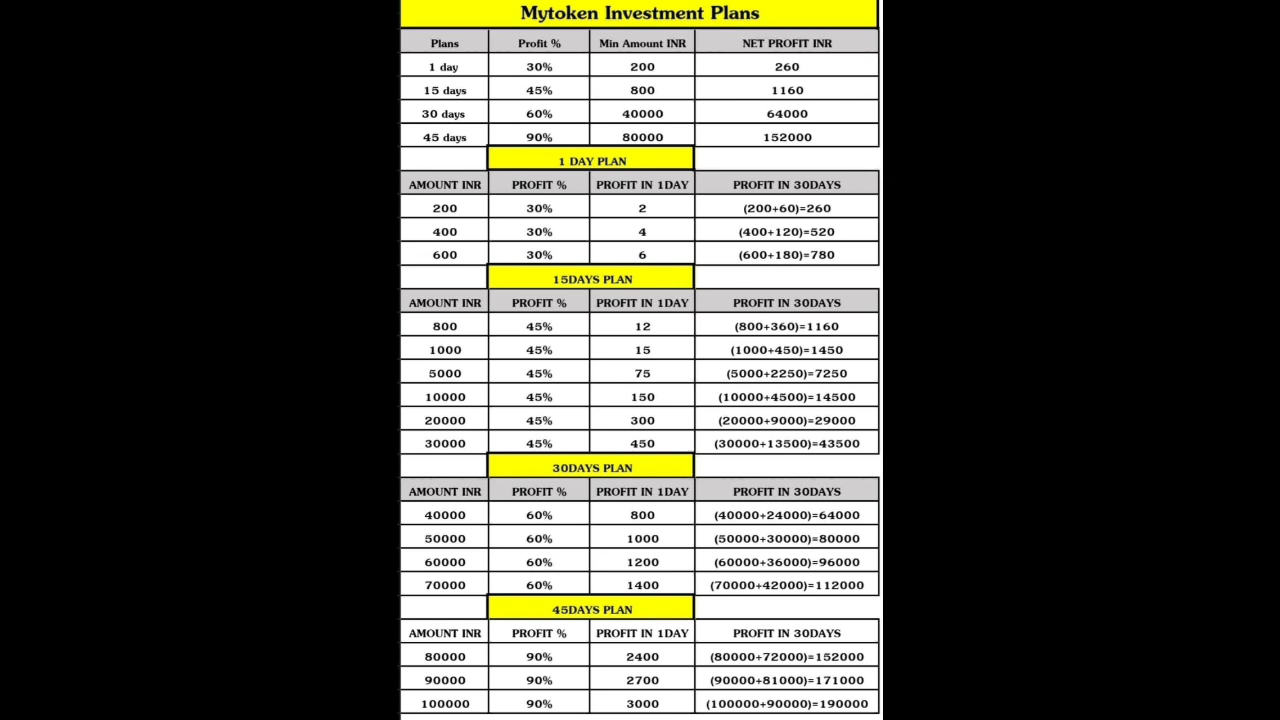 Mytoken Investment Plans
Plans Profit % Min Amount INR NET PROFIT INR
1 day 30% 200 260
15 days 45% 800 1160
30 days 60% 40000 64000
45 days 90% 80000 152000
1 DAY PLAN
AMOUNT INR PROFIT % PROFIT IN 1DAY PROFIT IN 30DAYS
200 30% 2 (200+60)=260
400 30% 4 (400+120)=520
600 30% 6 (600+180)=780
15DAYS PLAN
AMOUNT INR PROFIT % PROFIT IN 1DAY PROFIT IN 30DAYS
800 45% 12 (800+360)=1160
1000 45% 15 (1000+450)=1450
5000 45% 75 (5000+2250)=7250
10000 45% 150 (10000+4500)=14500
20000 45% 300 (20000+9000)=29000
30000 45% 450 (30000+13500)=43500
30DAYS PLAN
AMOUNT INR PROFIT % PROFIT IN 1DAY PROFIT IN 30DAYS
40000 60% 800 (40000+24000)=64000
50000 60% 1000 (50000+30000)=80000
60000 60% 1200 (60000+36000)=96000
70000 60% 1400 (70000+42000)=112000
45DAYS PLAN
AMOUNT INR PROFIT % PROFIT IN 1DAY PROFIT IN 30DAYS
80000 90% 2400 (80000+72000)=152000
90000 90% 2700 (90000+81000)=171000
100000 90% 3000 (100000+90000)=190000